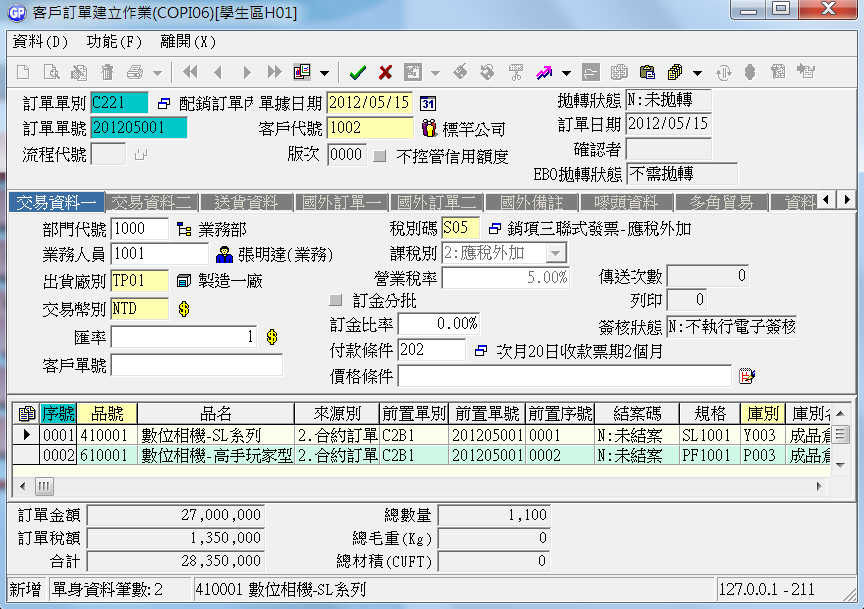 GP 客戶訂單建立作業(COPI06)[學生區H01]
資料(D) 功能(F) 離開(X)
訂單單別 C221 配銷訂單 單據日期 2012/05/15 31 拋轉狀態 N:未拋轉
訂單單號 201205001 客戶代號 1002 標竿公司 訂單日期 2012/05/15
流程代號 版次 0000 不控管信用額度 確認者
EBO拋轉狀態 不需拋轉
交易資料一 交易資料二 送貨資料 國外訂單一 國外訂單二 國外備註 嘜頭資料 多角貿易 資料
部門代號 1000 業務部 稅別碼 S05 銷項三聯式發票-應稅外加
業務人員 1001 張明達(業務) 課稅別 2:應稅外加
出貨廠別 TP01 製造一廠 營業稅率 5.00% 傳送次數 0
交易幣別 NTD 訂金分批 列印 0
匯率 1 訂金比率 0.00% 簽核狀態 N:不執行電子簽核
客戶單號 付款條件 202 次月20日收款票期2個月
價格條件
序號 品號 品名 來源別 前置單別 前置單號 前置序號 結案碼 規格 庫別 庫別
0001 410001 數位相機-SL系列 2.合約訂單 C2B1 201205001 0001 N:未結案 SL1001 Y003 成品
0002 610001 數位相機-高手玩家型 2.合約訂單 C2B1 201205001 0002 N:未結案 PF1001 P003 成品
訂單金額 27,000,000 總數量 1,100
訂單稅額 1,350,000 總毛重(Kg) 0
合計 28,350,000 總材積(CUFT) 0
新增 單身資料筆數: 2 410001 數位相機-SL系列 127.0.0.1 - 211